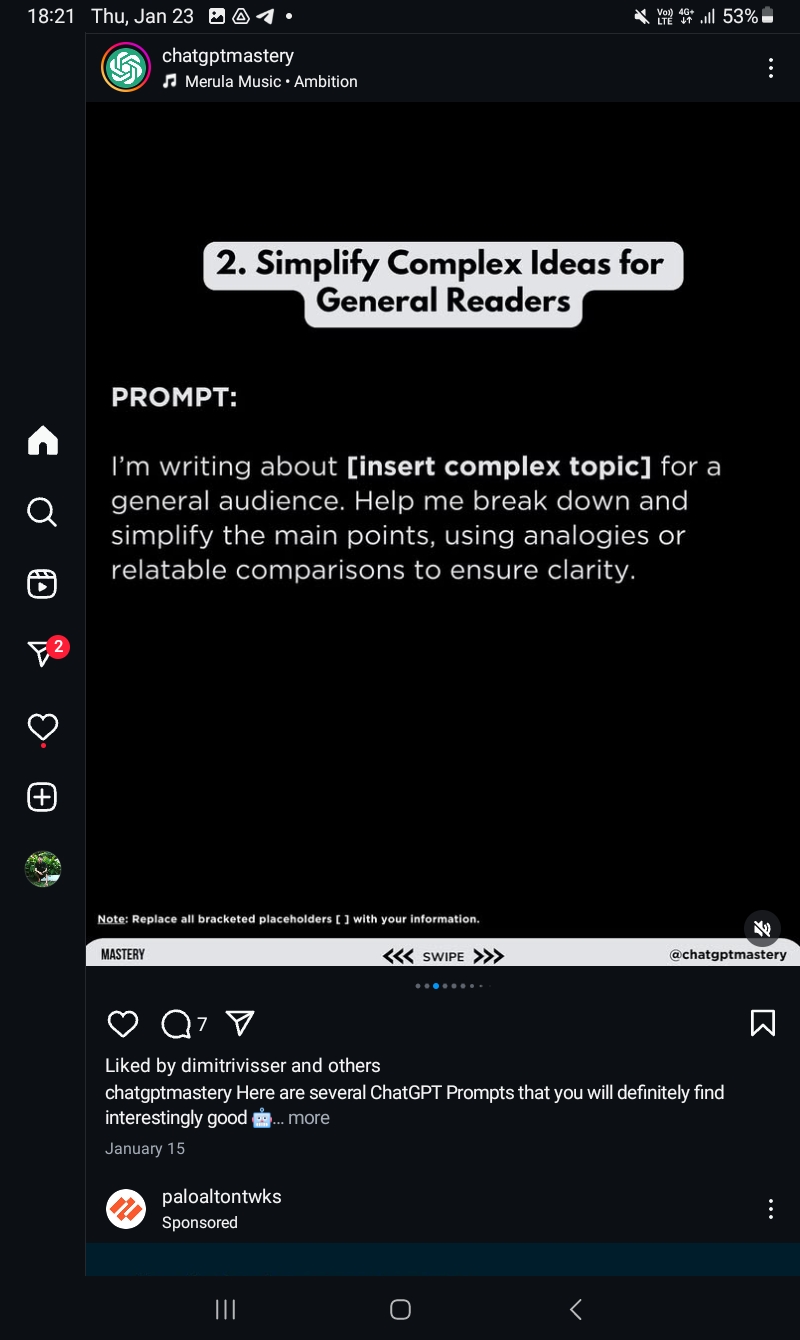 18:21 Thu, Jan 23
Vo)) LTE 4G+ 53%
chatgptmastery
Merula Music • Ambition
2. Simplify Complex Ideas for
General Readers
PROMPT:
I'm writing about [insert complex topic] for a
general audience. Help me break down and
simplify the main points, using analogies or
relatable comparisons to ensure clarity.
2
Note: Replace all bracketed placeholders [ ] with your information.
MASTERY
<<< SWIPE >>>
@chatgptmastery
7
Liked by dimitrivisser and others
chatgptmastery Here are several ChatGPT Prompts that you will definitely find
interestingly good 🤖... more
January 15
paloaltontwks
Sponsored